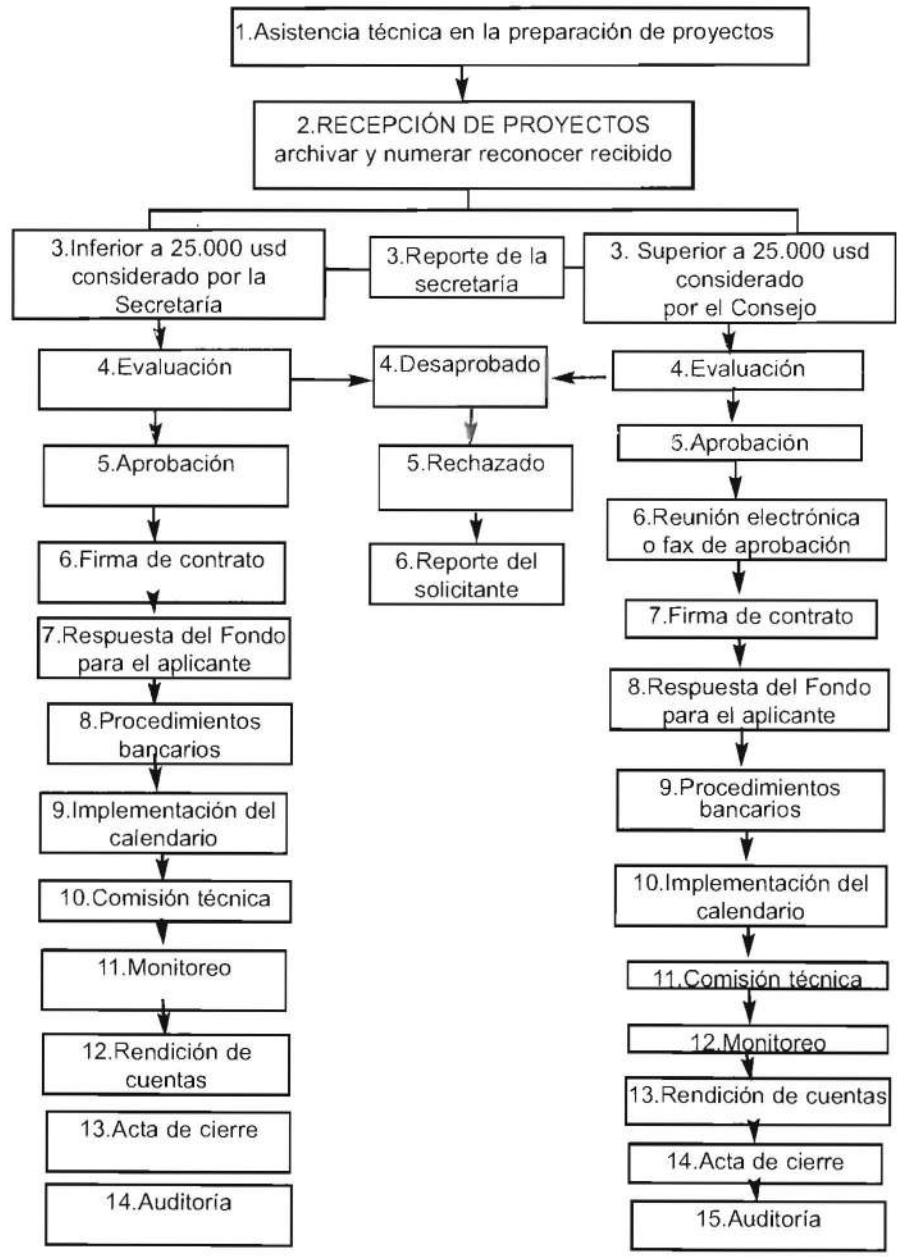 1.Asistencia técnica en la preparación de proyectos
2.RECEPCIÓN DE PROYECTOS
archivar y numerar reconocer recibido
3.Inferior a 25.000 usd
considerado por la
Secretaría
3.Reporte de la
secretaría
3. Superior a 25.000 usd
considerado
por el Consejo
4.Evaluación
4.Desaprobado
4.Evaluación
5.Aprobación
5.Rechazado
5.Aprobación
6.Firma de contrato
6.Reporte del
solicitante
6.Reunión electrónica
o fax de aprobación
7.Respuesta del Fondo
para el aplicante
7.Firma de contrato
8.Procedimientos
bancarios
8.Respuesta del Fondo
para el aplicante
9.Implementación del
calendario
9.Procedimientos
bancarios
10.Comisión técnica
10.Implementación del
calendario
11.Monitoreo
11.Comisión técnica
12.Rendición de
cuentas
12.Monitoreo
13.Acta de cierre
13.Rendición de cuentas
14.Auditoría
14.Acta de cierre
15.Auditoría